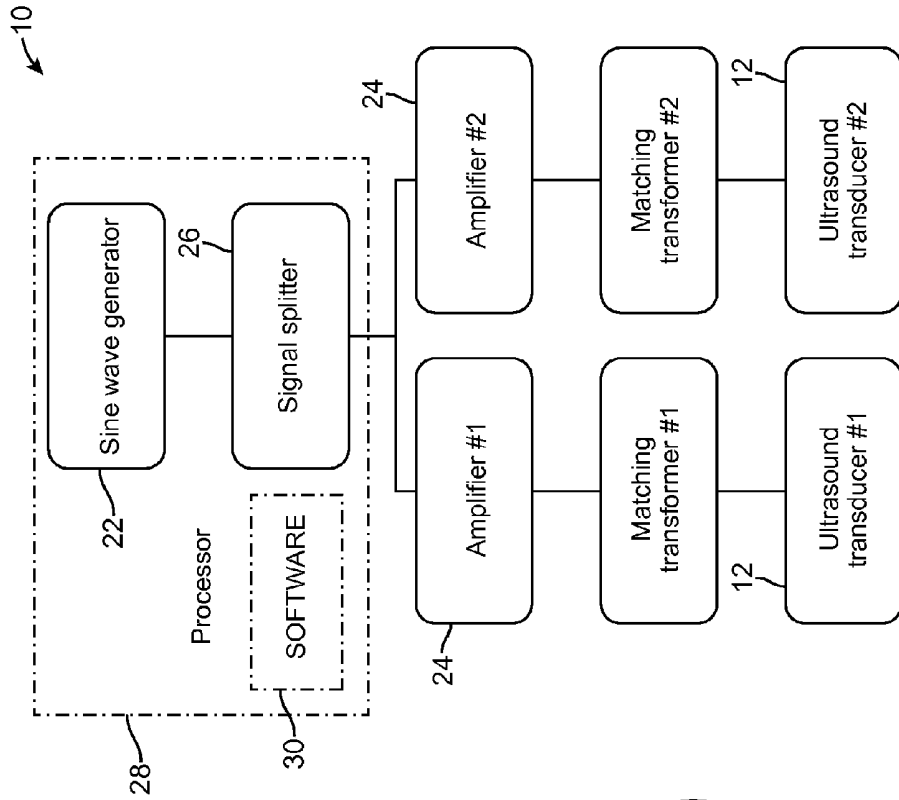 10
Sine wave generator
22
26
Signal splitter
Processor
SOFTWARE
28
30
24
Amplifier #1
24
Amplifier #2
Matching
transformer #1
Matching
transformer #2
12
Ultrasound
transducer #1
12
Ultrasound
transducer #2